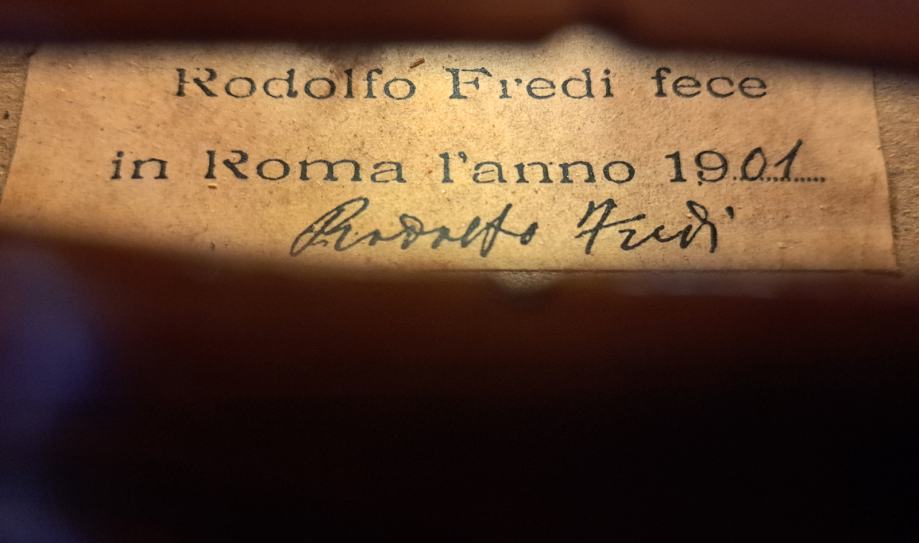 Rodolfo Fredi fece
in Roma l'anno 1901
Rodolfo Fredi